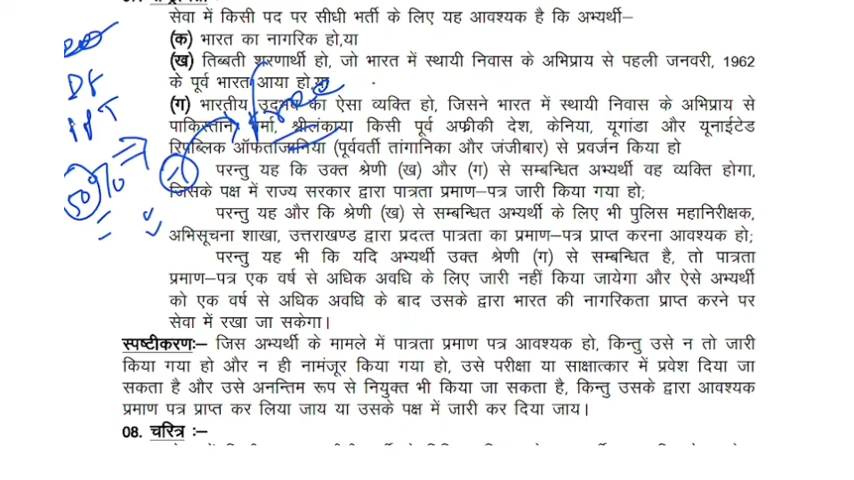 सेवा में किसी पद पर सीधी भर्ती के लिए यह आवश्यक है कि अभ्यर्थी–
(क) भारत का नागरिक हो,या
(ख) तिब्बती शरणार्थी हो, जो भारत में स्थायी निवास के अभिप्राय से पहली जनवरी, 1962
के पूर्व भारत आया हो,या
(ग) भारतीय उद्भव का ऐसा व्यक्ति हो, जिसने भारत में स्थायी निवास के अभिप्राय से
पाकिस्तान, बर्मा, श्रीलंकाया किसी पूर्व अफ्रीकी देश, केनिया, यूगांडा और यूनाईटेड
रिपब्लिक ऑफ (पूर्ववर्ती तांगानिका और जंजीबार) से प्रवर्जन किया हो
परन्तु यह कि उक्त श्रेणी (ख) और (ग) से सम्बन्धित अभ्यर्थी वह व्यक्ति होगा,
जिसके पक्ष में राज्य सरकार द्वारा पात्रता प्रमाण–पत्र जारी किया गया हो;
परन्तु यह और कि श्रेणी (ख) से सम्बन्धित अभ्यर्थी के लिए भी पुलिस महानिरीक्षक,
अभिसूचना शाखा, उत्तराखण्ड द्वारा प्रदत्त पात्रता का प्रमाण–पत्र प्राप्त करना आवश्यक हो;
परन्तु यह भी कि यदि अभ्यर्थी उक्त श्रेणी (ग) से सम्बन्धित है, तो पात्रता
प्रमाण–पत्र एक वर्ष से अधिक अवधि के लिए जारी नहीं किया जायेगा और ऐसे अभ्यर्थी
को एक वर्ष से अधिक अवधि के बाद उसके द्वारा भारत की नागरिकता प्राप्त करने पर
सेवा में रखा जा सकेगा।
स्पष्टीकरणः– जिस अभ्यर्थी के मामले में पात्रता प्रमाण पत्र आवश्यक हो, किन्तु उसे न तो जारी
किया गया हो और न ही नामंजूर किया गया हो, उसे परीक्षा या साक्षात्कार में प्रवेश दिया जा
सकता है और उसे अनन्तिम रूप से नियुक्त भी किया जा सकता है, किन्तु उसके द्वारा आवश्यक
प्रमाण पत्र प्राप्त कर लिया जाय या उसके पक्ष में जारी कर दिया जाय।
08. चरित्र :–
50%
Free